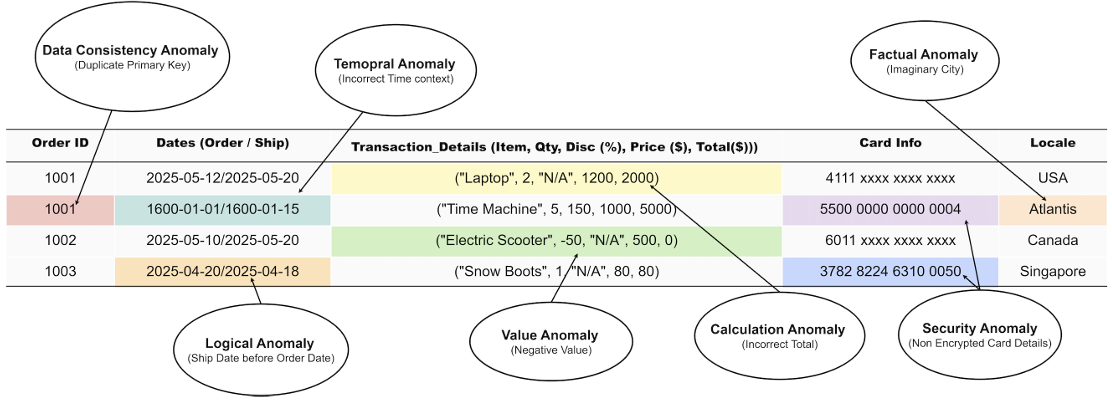 Data Consistency Anomaly
(Duplicate Primary Key)
Temopral Anomaly
(Incorrect Time context)
Factual Anomaly
(Imaginary City)
Order ID Dates (Order / Ship) Transaction_Details (Item, Qty, Disc (%), Price ($), Total($))) Card Info Locale
1001 2025-05-12/2025-05-20 ("Laptop", 2, "N/A", 1200, 2000) 4111 xxxx xxxx xxxx USA
1001 1600-01-01/1600-01-15 ("Time Machine", 5, 150, 1000, 5000) 5500 0000 0000 0004 Atlantis
1002 2025-05-10/2025-05-20 ("Electric Scooter", -50, "N/A", 500, 0) 6011 xxxx xxxx xxxx Canada
1003 2025-04-20/2025-04-18 ("Snow Boots", 1, "N/A", 80, 80) 3782 8224 6310 0050 Singapore
Logical Anomaly
(Ship Date before Order Date)
Value Anomaly
(Negative Value)
Calculation Anomaly
(Incorrect Total)
Security Anomaly
(Non Encrypted Card Details)